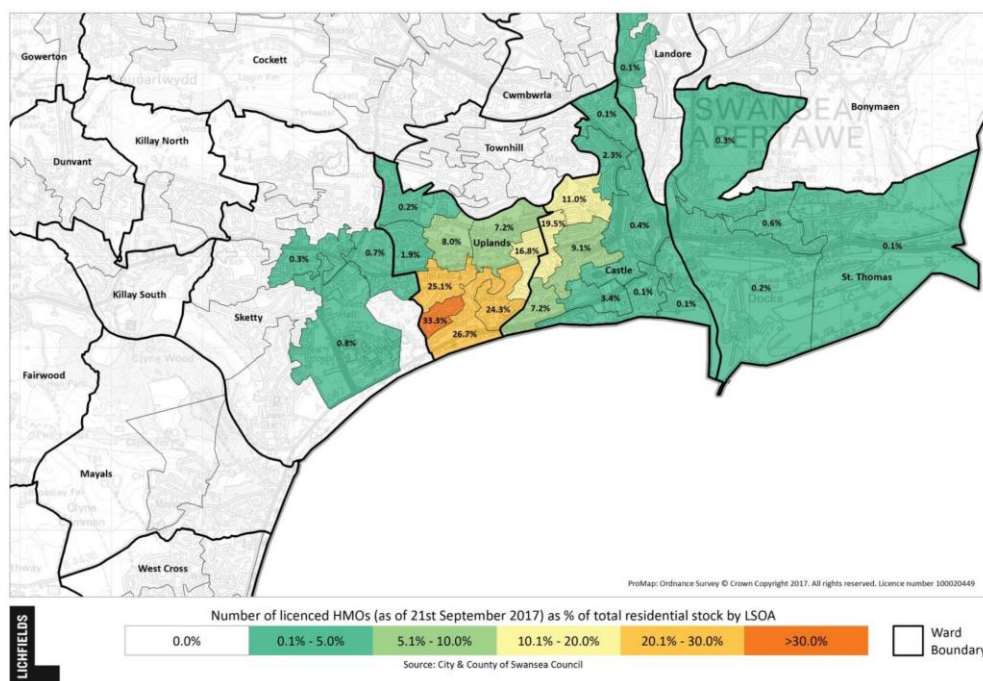 Gowerton
Cockett
Landore
0.1%
Cwmbwrla
Bonymaen
Killay North
Dunvant
Townhill
0.1%
SWANSEA
ABERTAWE
0.3%
2.3%
11.0%
0.2%
7.2%
19.5%
0.4%
0.6%
8.0%
Uplands
16.8%
9.1%
0.1%
0.3%
0.7%
1.9%
Castle
St. Thomas
25.1%
Killay South
3.4%
0.1%
0.2%
Docks
Sketty
33.3%
24.3%
7.2%
0.1%
26.7%
0.8%
Clyne Wood
Fairwood
Mayals
Clyne
Common
West Cross
ProMap: Ordnance Survey © Crown Copyright 2017. All rights reserved. Licence number 100020449
LICHFIELDS
Number of licenced HMOs (as of 21st September 2017) as % of total residential stock by LSOA
0.0%
0.1% - 5.0%
5.1% - 10.0%
10.1% - 20.0%
20.1% - 30.0%
>30.0%
Ward
Boundary
Source: City & County of Swansea Council